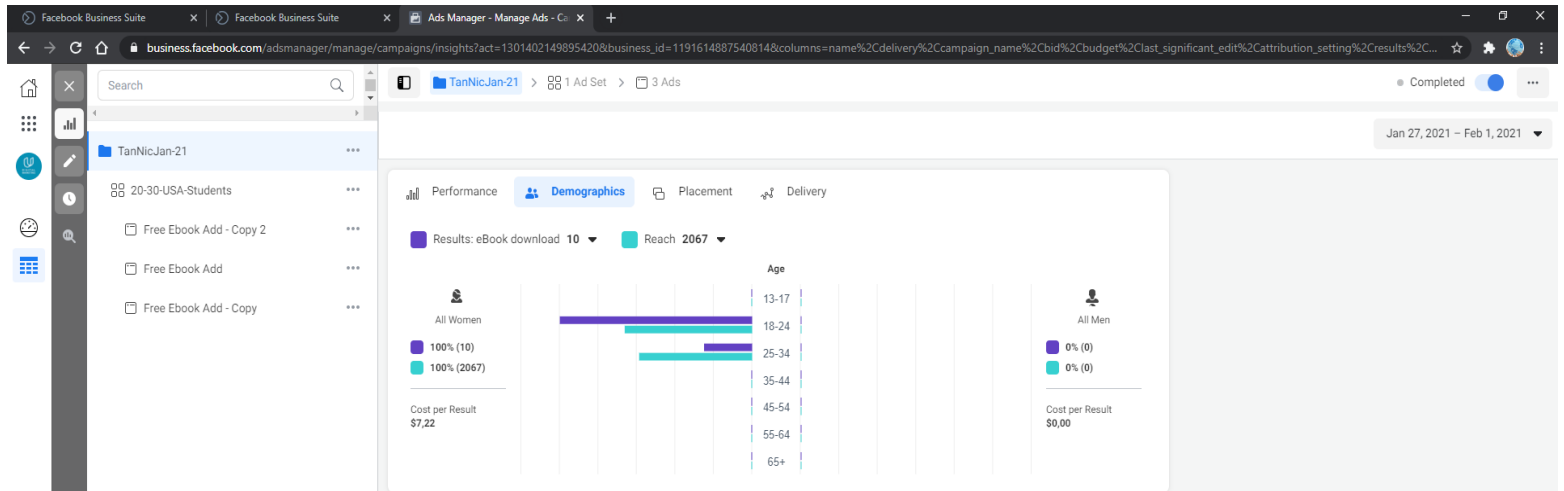 Facebook Business Suite
Facebook Business Suite
Ads Manager - Manage Ads - Ca
business.facebook.com/adsmanager/manage/campaigns/insights?act=1301402149895420&business_id=1191614887540814&columns=name%2Cdelivery%2Ccampaign_name%2Cbid%2Cbudget%2Clast_significant_edit%2Cattribution_setting%2Cresults%2C...
Search
TanNicJan-21 > 1 Ad Set > 3 Ads
Completed
Jan 27, 2021 – Feb 1, 2021
TanNicJan-21
20-30-USA-Students
Free Ebook Add - Copy 2
Free Ebook Add
Free Ebook Add - Copy
Performance Demographics Placement Delivery
Results: eBook download 10 Reach 2067
Age
13-17
18-24
25-34
35-44
45-54
55-64
65+
All Women
100% (10)
100% (2067)
Cost per Result
$7,22
All Men
0% (0)
0% (0)
Cost per Result
$0,00